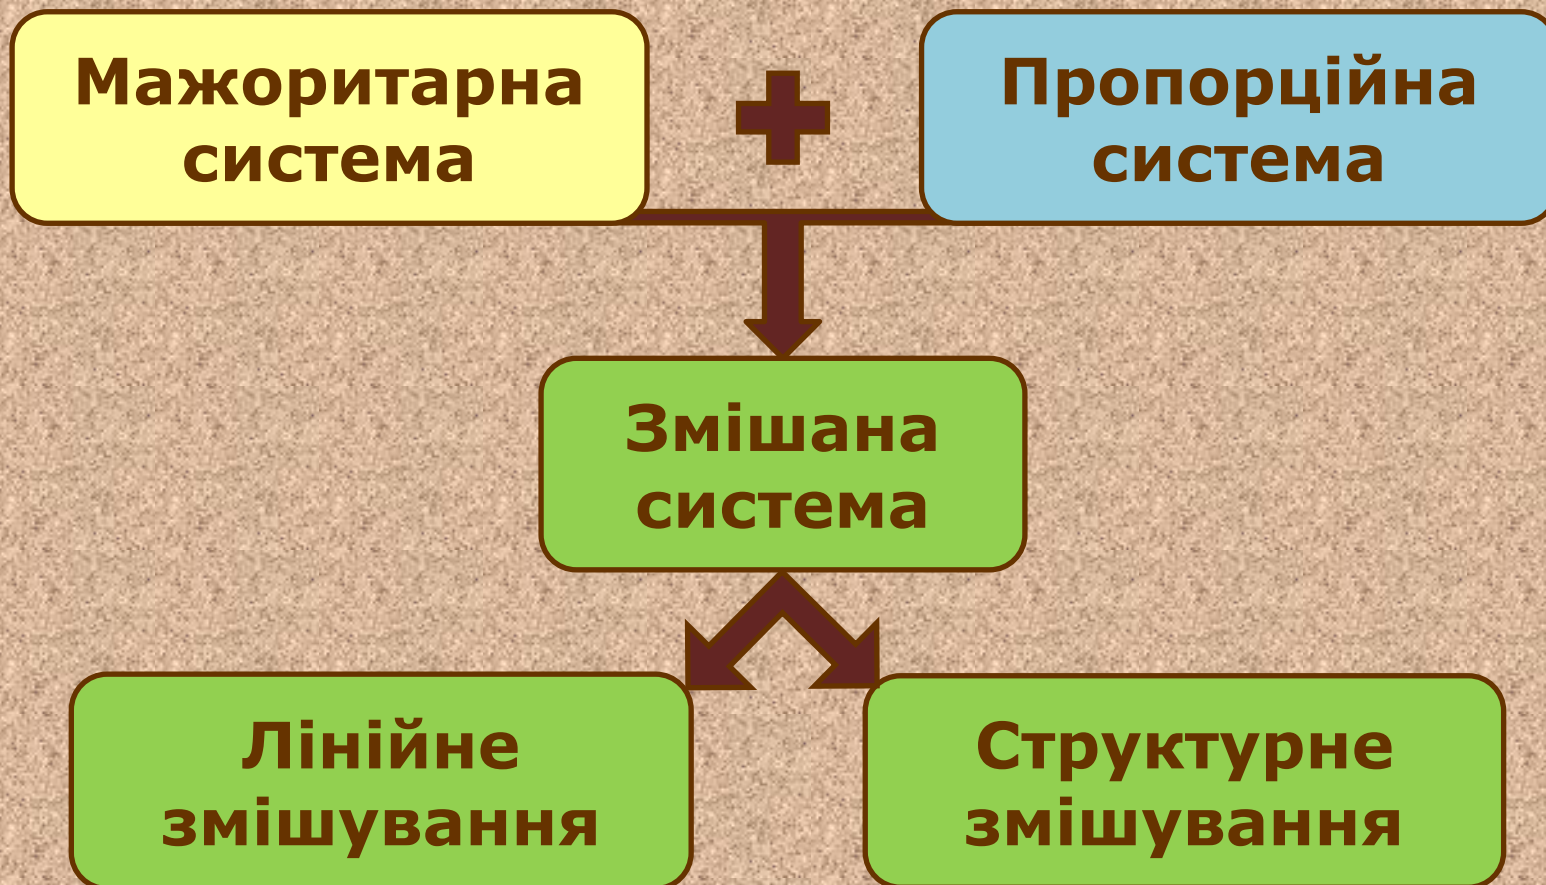 Мажоритарна
система
Пропорційна
система
Змішана
система
Лінійне
змішування
Структурне
змішування